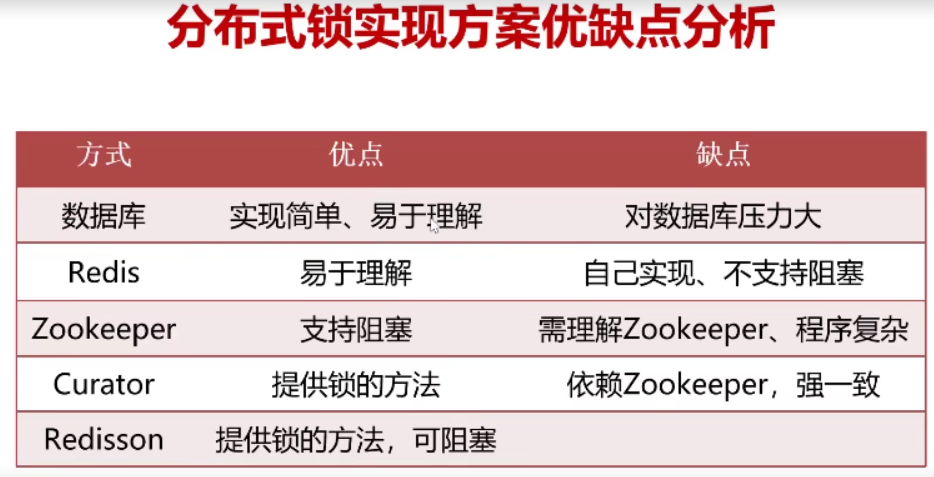 分布式锁实现方案优缺点分析
方式 优点 缺点
数据库 实现简单、易于理解 对数据库压力大
Redis 易于理解 自己实现、不支持阻塞
Zookeeper 支持阻塞 需理解Zookeeper、程序复杂
Curator 提供锁的方法 依赖Zookeeper，强一致
Redisson 提供锁的方法，可阻塞